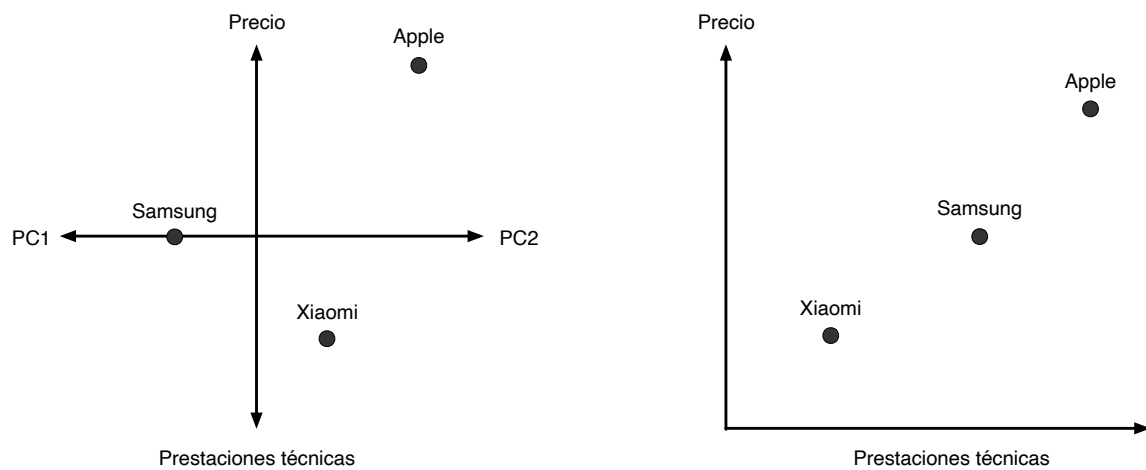 Precio
Apple
Samsung
PC1
PC2
Xiaomi
Prestaciones técnicas
Precio
Apple
Samsung
Xiaomi
Prestaciones técnicas